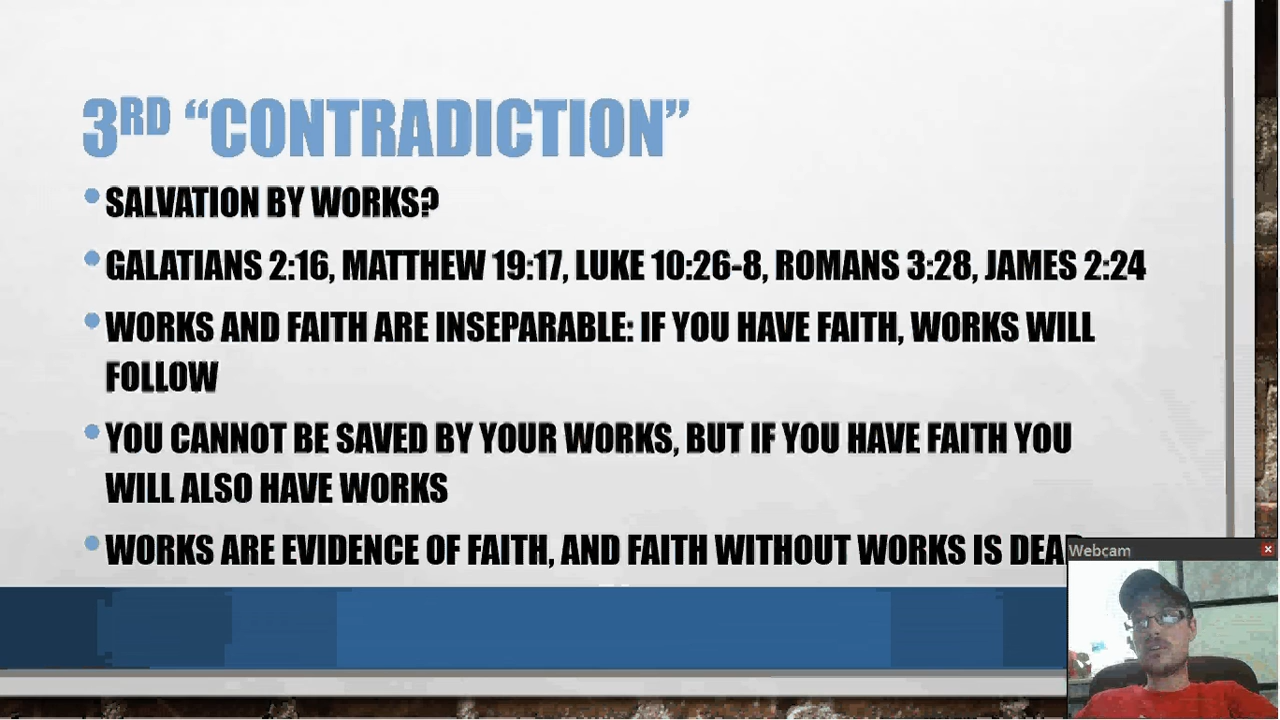 3RD “CONTRADICTION”
SALVATION BY WORKS?
GALATIANS 2:16, MATTHEW 19:17, LUKE 10:26-8, ROMANS 3:28, JAMES 2:24
WORKS AND FAITH ARE INSEPARABLE: IF YOU HAVE FAITH, WORKS WILL
FOLLOW
YOU CANNOT BE SAVED BY YOUR WORKS, BUT IF YOU HAVE FAITH YOU
WILL ALSO HAVE WORKS
WORKS ARE EVIDENCE OF FAITH, AND FAITH WITHOUT WORKS IS
Webcam